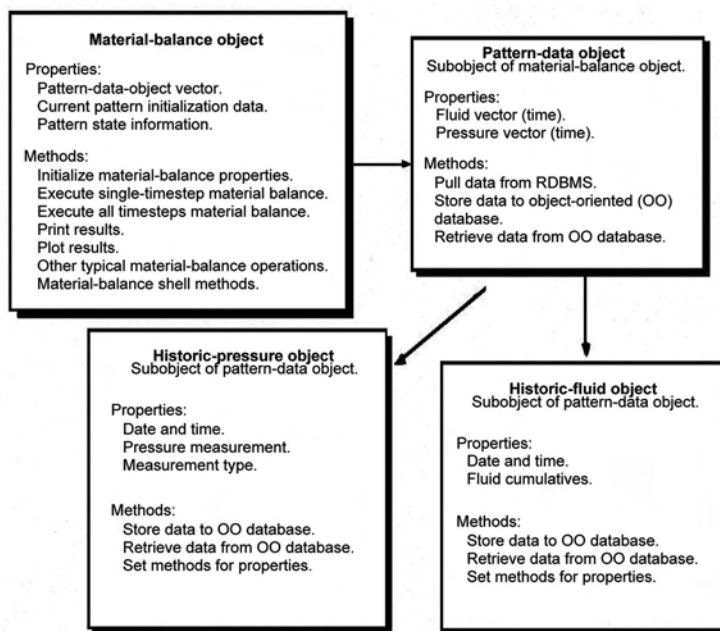 Material-balance object
Properties:
Pattern-data-object vector.
Current pattern initialization data.
Pattern state information.
Methods:
Initialize material-balance properties.
Execute single-timestep material balance.
Execute all timesteps material balance.
Print results.
Plot results.
Other typical material-balance operations.
Material-balance shell methods.
Pattern-data object
Subobject of material-balance object.
Properties:
Fluid vector (time).
Pressure vector (time).
Methods:
Pull data from RDBMS.
Store data to object-oriented (OO)
database.
Retrieve data from OO database.
Historic-pressure object
Subobject of pattern-data object.
Properties:
Date and time.
Pressure measurement.
Measurement type.
Methods:
Store data to OO database.
Retrieve data from OO database.
Set methods for properties.
Historic-fluid object
Subobject of pattern-data object.
Properties:
Date and time.
Fluid cumulatives.
Methods:
Store data to OO database.
Retrieve data from OO database.
Set methods for properties.